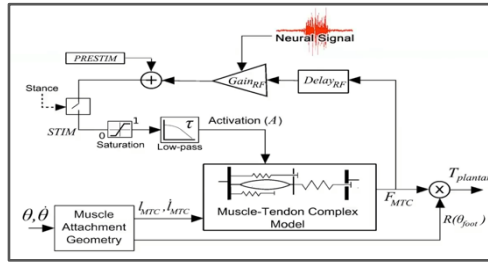 Neural Signal
PRESTIM
+
Gain_RF
Delay_RF
Stance
STIM
0
1
Saturation
τ
Low-pass
Activation (A)
Muscle-Tendon Complex
Model
F_MTC
×
T_plantar
R(θ_foot)
θ,θ̇
Muscle
Attachment
Geometry
l_MTC, l̇_MTC